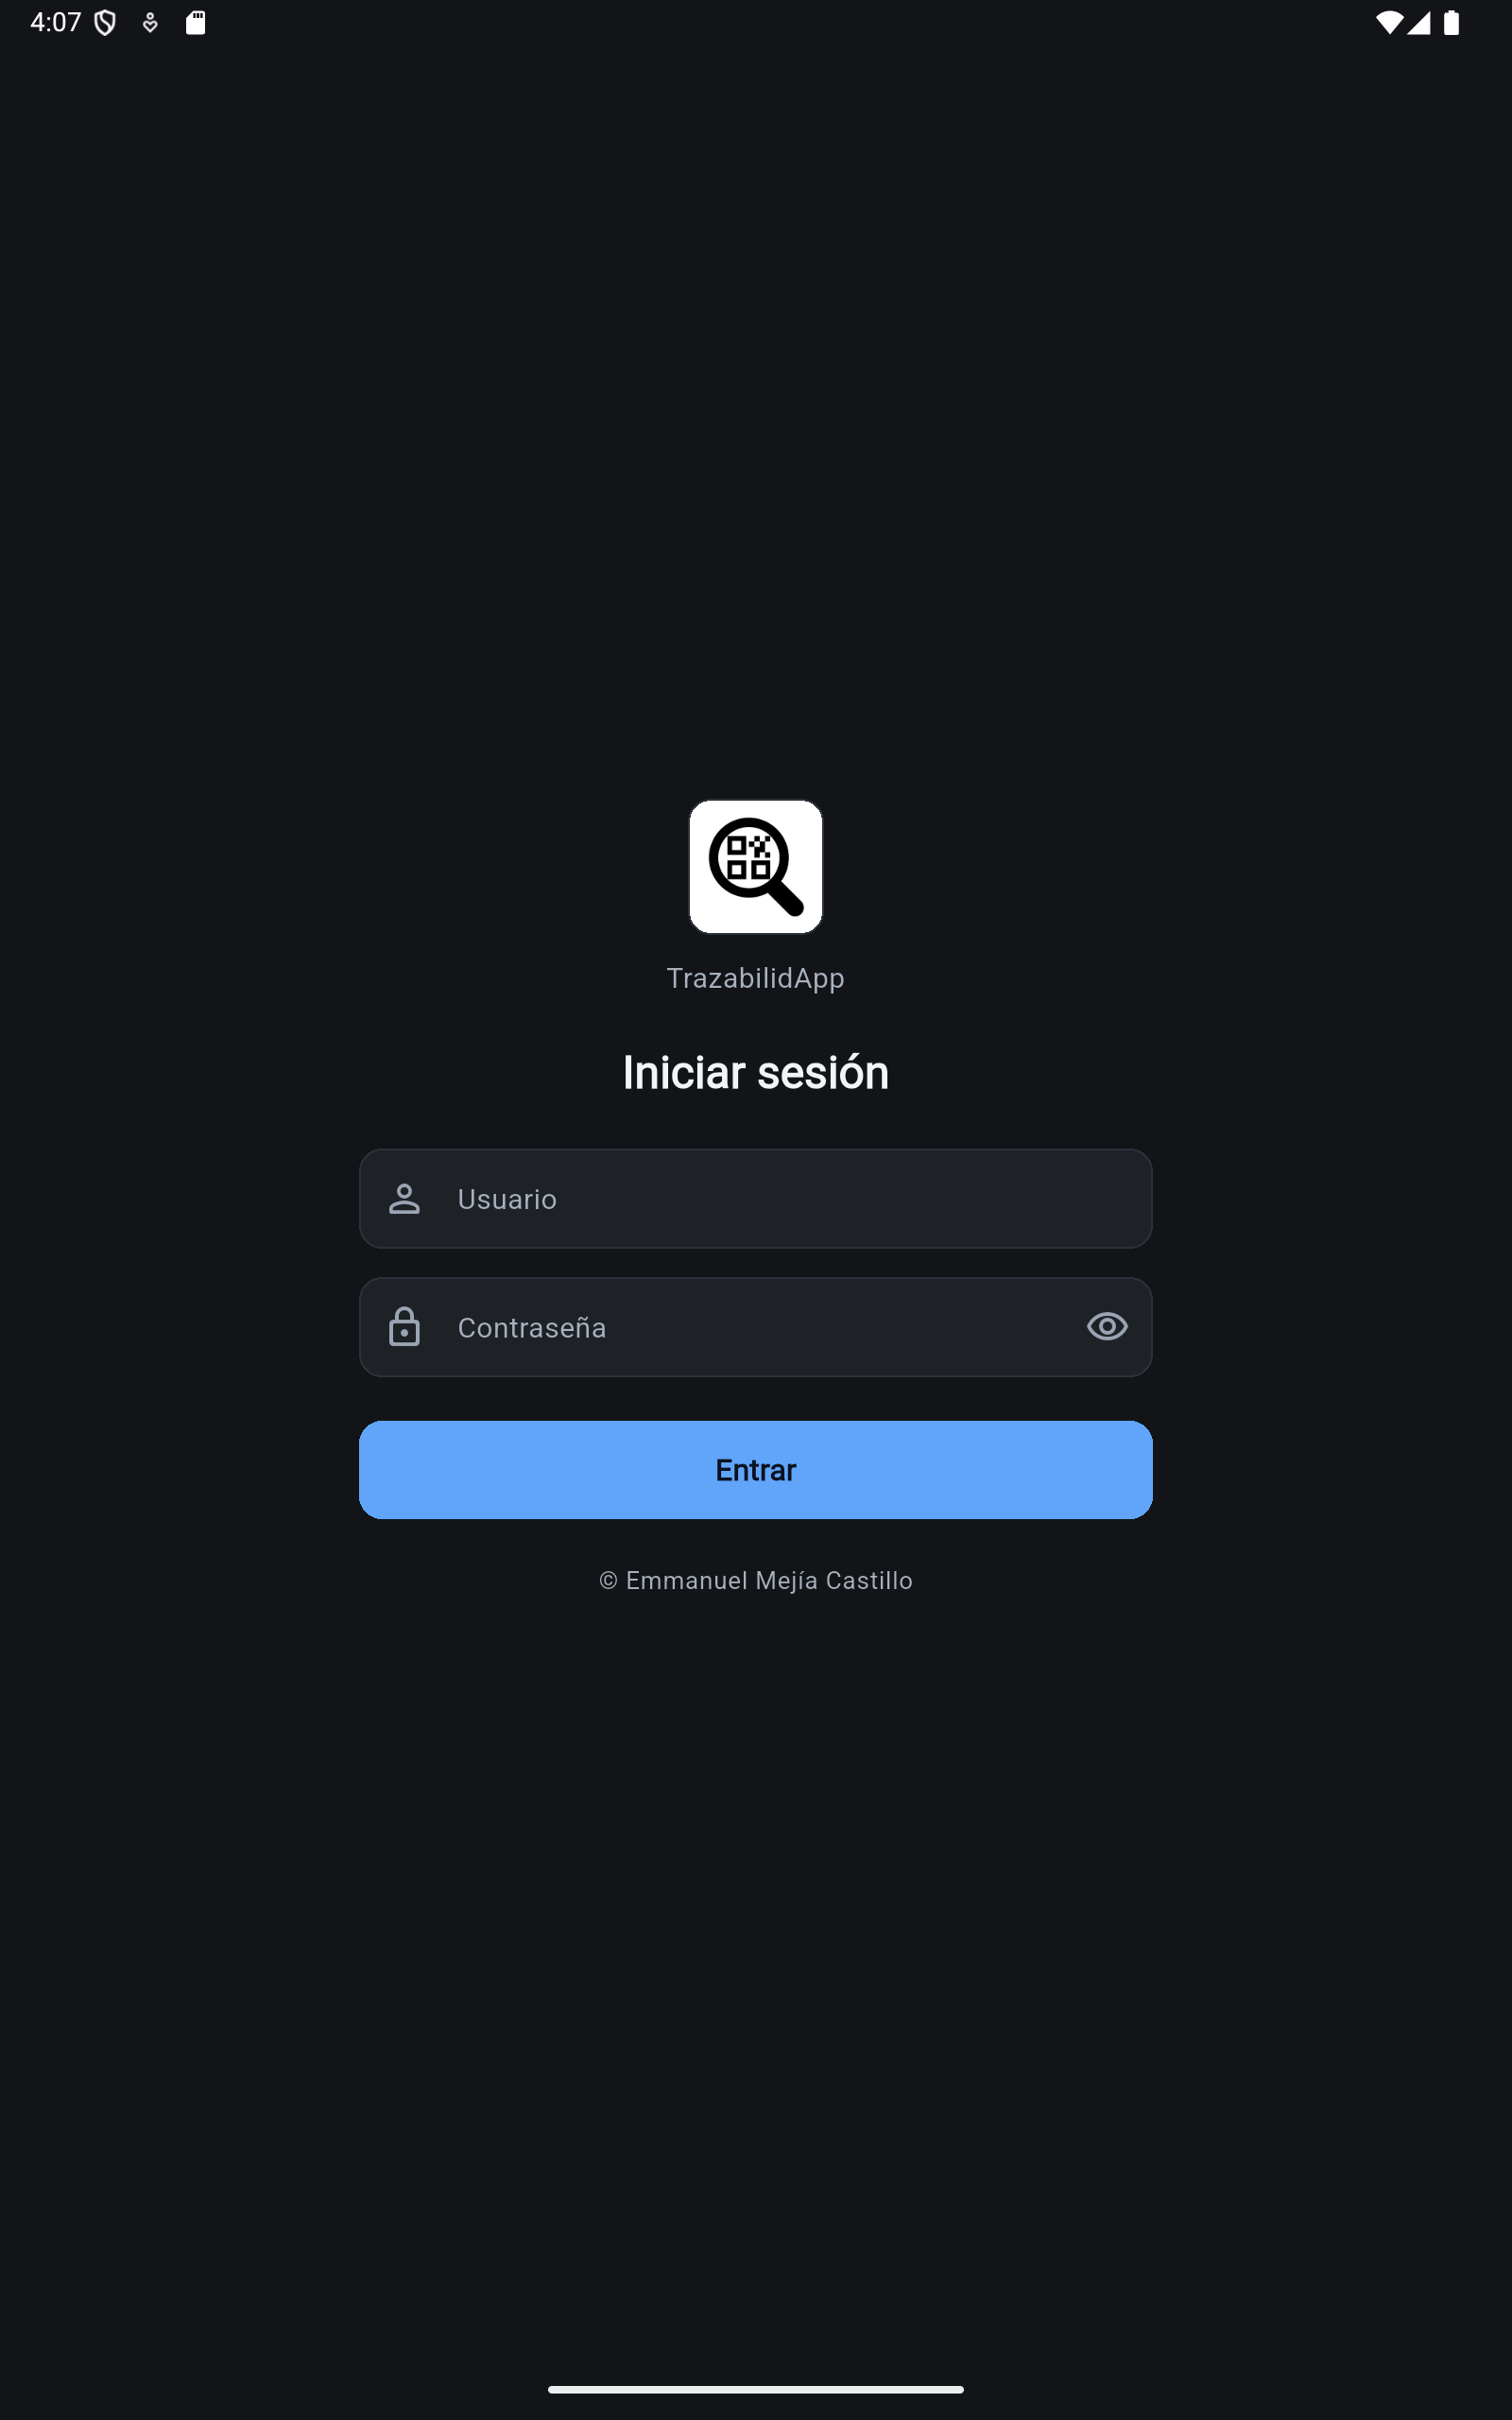 4:07
TrazabilidApp
Iniciar sesión
Usuario
Contraseña
Entrar
© Emmanuel Mejía Castillo